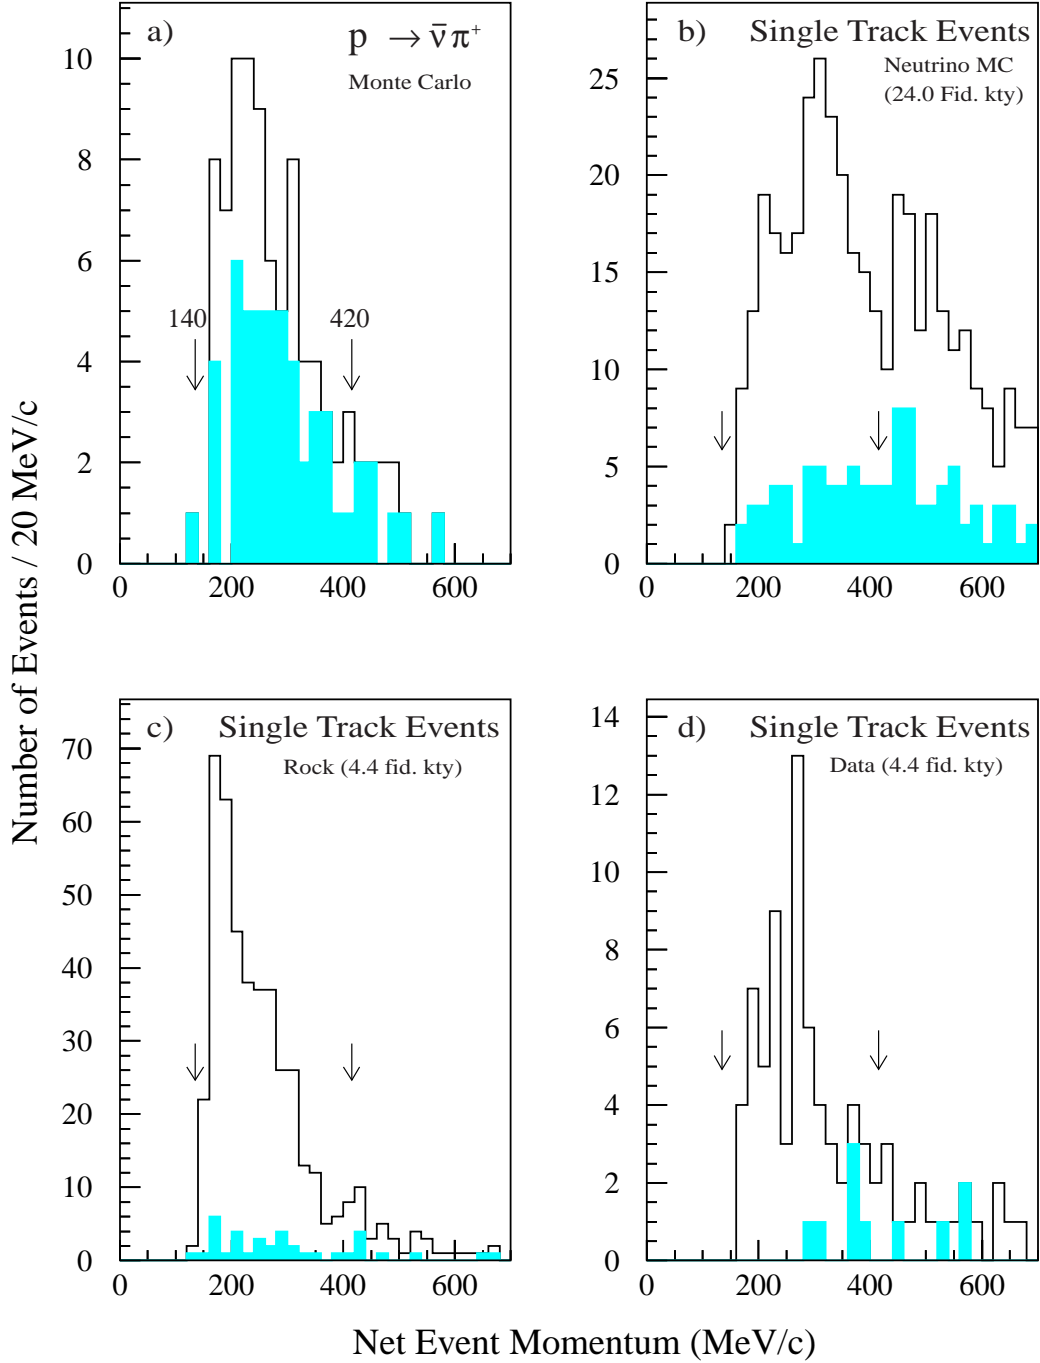 a)
p → ν̄ π⁺
Monte Carlo
10
8
6
4
2
0
140
420
0 200 400 600
b) Single Track Events
Neutrino MC
(24.0 Fid. kty)
25
20
15
10
5
0
0 200 400 600
c) Single Track Events
Rock (4.4 fid. kty)
70
60
50
40
30
20
10
0
0 200 400 600
d) Single Track Events
Data (4.4 fid. kty)
14
12
10
8
6
4
2
0
0 200 400 600
Number of Events / 20 MeV/c
Net Event Momentum (MeV/c)